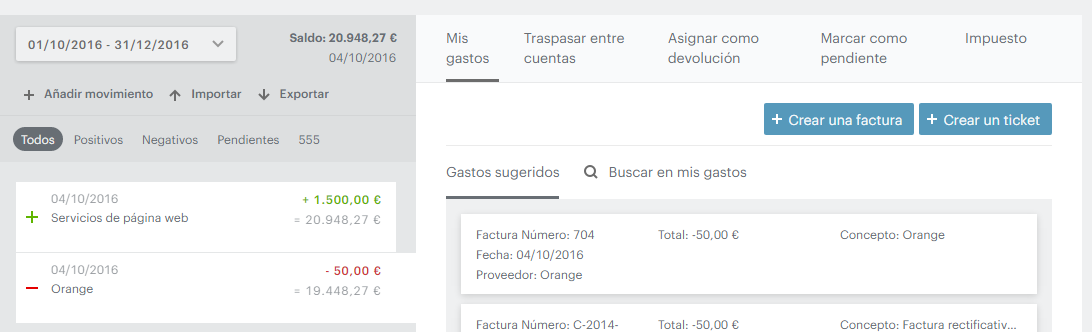 01/10/2016 - 31/12/2016
Saldo: 20.948,27 €
04/10/2016
+ Añadir movimiento Importar Exportar
Todos Positivos Negativos Pendientes 555
04/10/2016 + 1.500,00 €
Servicios de página web = 20.948,27 €
04/10/2016 - 50,00 €
Orange = 19.448,27 €
Mis gastos
Traspasar entre cuentas
Asignar como devolución
Marcar como pendiente
Impuesto
+ Crear una factura + Crear un ticket
Gastos sugeridos Buscar en mis gastos
Factura Número: 704 Total: -50,00 € Concepto: Orange
Fecha: 04/10/2016
Proveedor: Orange
Factura Número: C-2014- Total: -50,00 € Concepto: Factura rectificativ...